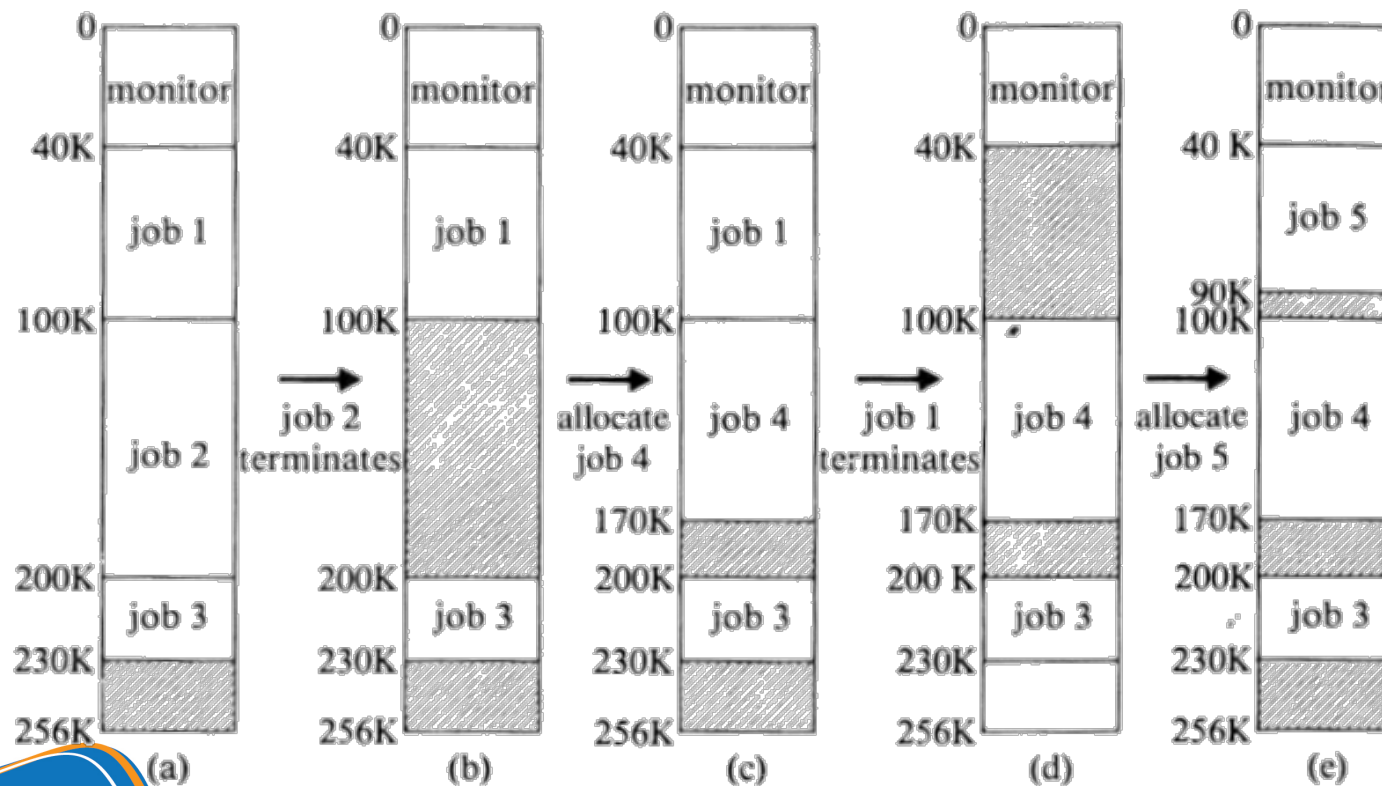 0
monitor
40K
job 1
100K
job 2
200K
job 3
230K
256K
(a)
job 2
terminates
0
monitor
40K
job 1
100K
200K
job 3
230K
256K
(b)
allocate
job 4
0
monitor
40K
job 1
100K
job 4
170K
200K
job 3
230K
256K
(c)
job 1
terminates
0
monitor
40K
100K
job 4
170K
200 K
job 3
230K
256K
(d)
allocate
job 5
0
monitor
40 K
job 5
90K
100K
job 4
170K
200K
job 3
230K
256K
(e)